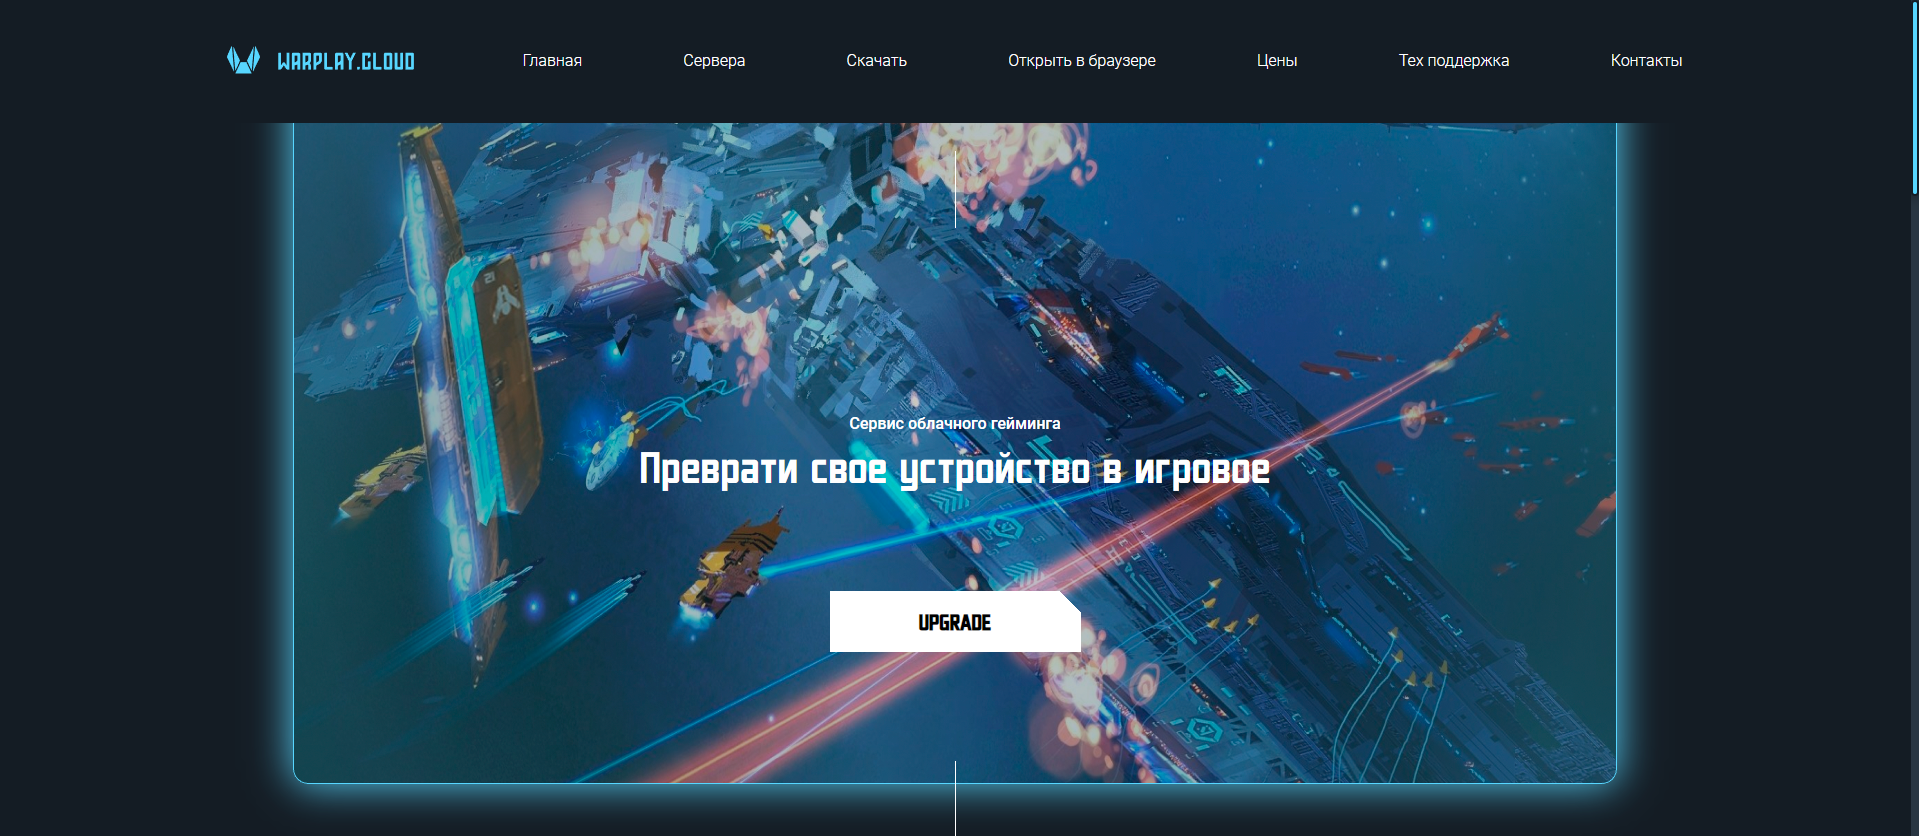 WARPLAY.CLOUD Главная Сервера Скачать Открыть в браузере Цены Тех поддержка Контакты
Сервис облачного гейминга
Преврати свое устройство в игровое
UPGRADE